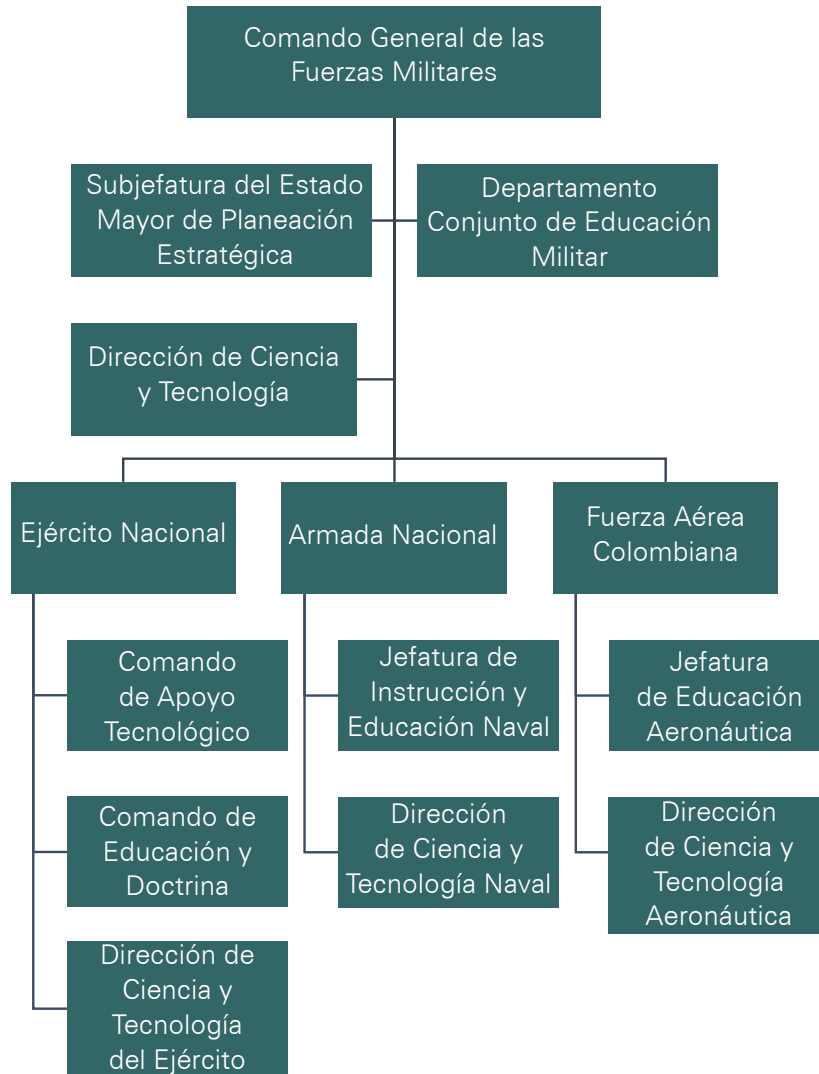 Comando General de las
Fuerzas Militares
Subjefatura del Estado
Mayor de Planeación
Estratégica
Departamento
Conjunto de Educación
Militar
Dirección de Ciencia
y Tecnología
Ejército Nacional
Armada Nacional
Fuerza Aérea
Colombiana
Comando
de Apoyo
Tecnológico
Jefatura de
Instrucción y
Educación Naval
Jefatura
de Educación
Aeronáutica
Comando de
Educación y
Doctrina
Dirección
de Ciencia y
Tecnología Naval
Dirección
de Ciencia y
Tecnología
Aeronáutica
Dirección de
Ciencia y
Tecnología
del Ejército